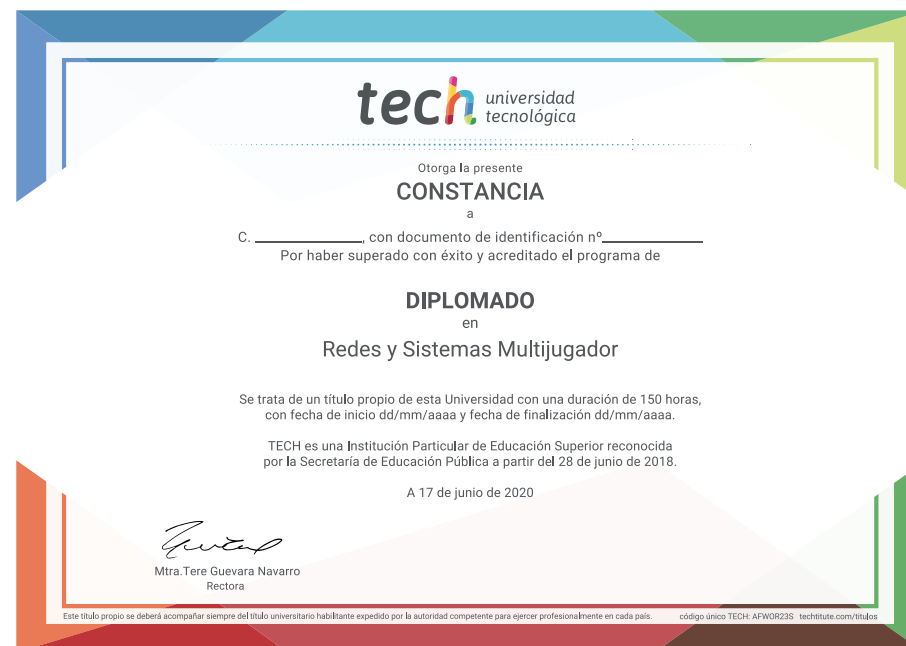 tech universidad
tecnológica
Otorga la presente
CONSTANCIA
a
C. ____________, con documento de identificación nº____________
Por haber superado con éxito y acreditado el programa de
DIPLOMADO
en
Redes y Sistemas Multijugador
Se trata de un título propio de esta Universidad con una duración de 150 horas,
con fecha de inicio dd/mm/aaaa y fecha de finalización dd/mm/aaaa.
TECH es una Institución Particular de Educación Superior reconocida
por la Secretaría de Educación Pública a partir del 28 de junio de 2018.
A 17 de junio de 2020
Mtra.Tere Guevara Navarro
Rectora
Este título propio se deberá acompañar siempre del título universitario habilitante expedido por la autoridad competente para ejercer profesionalmente en cada país. código único TECH: AFWOR23S techtitute.com/titulos